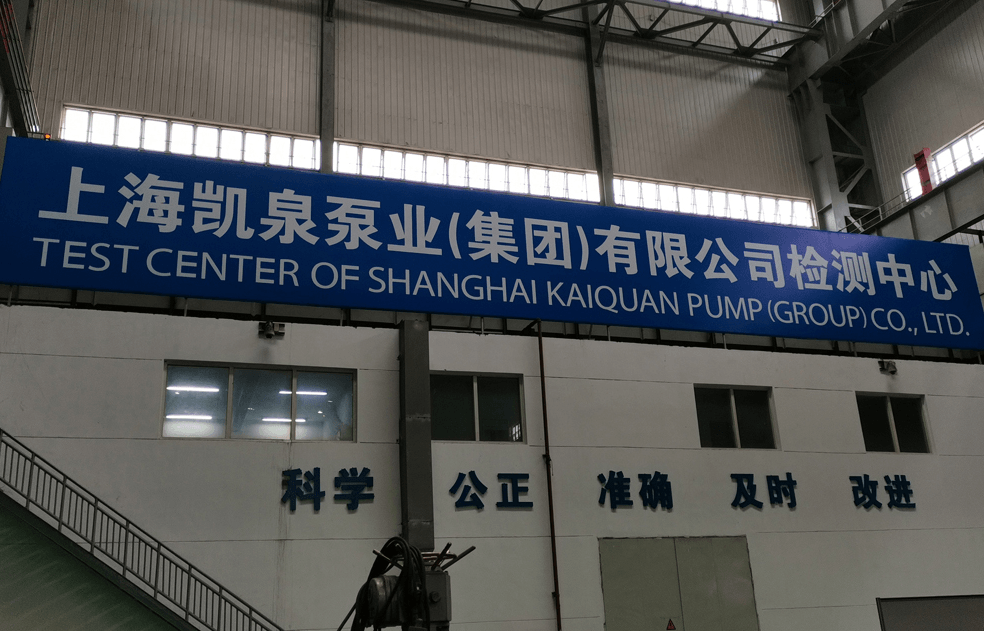 上海凯泉泵业(集团)有限公司检测中心
TEST CENTER OF SHANGHAI KAIQUAN PUMP (GROUP) CO., LTD.
科学 公正 准确 及时 改进